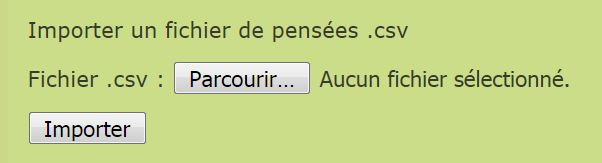 Importer un fichier de pensées .csv
Fichier .csv : Parcourir... Aucun fichier sélectionné.
Importer